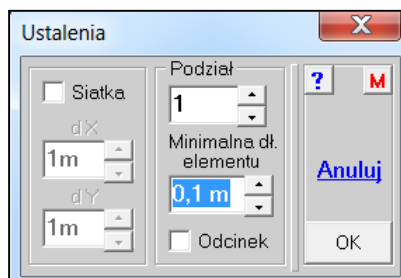 Ustalenia
X
Siatka
dX
1m
dY
1m
Podział
1
Minimalna dł.
elementu
0,1 m
Odcinek
?
M
Anuluj
OK